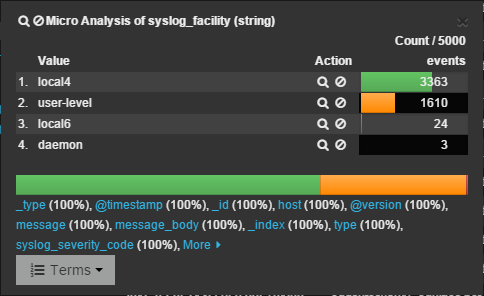 Micro Analysis of syslog_facility (string)
Count / 5000
Value Action events
1. local4 3363
2. user-level 1610
3. local6 24
4. daemon 3
_type (100%), @timestamp (100%), _id (100%), host (100%), @version (100%),
message (100%), message_body (100%), _index (100%), type (100%),
syslog_severity_code (100%), More
Terms